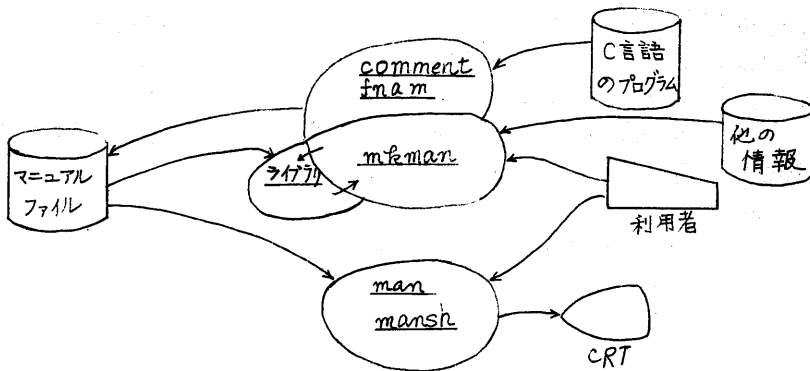 C言語
のプログラム
comment
fnam
他の
情報
mkman
ライブラリ
マニュアル
ファイル
利用者
man
mansh
CRT